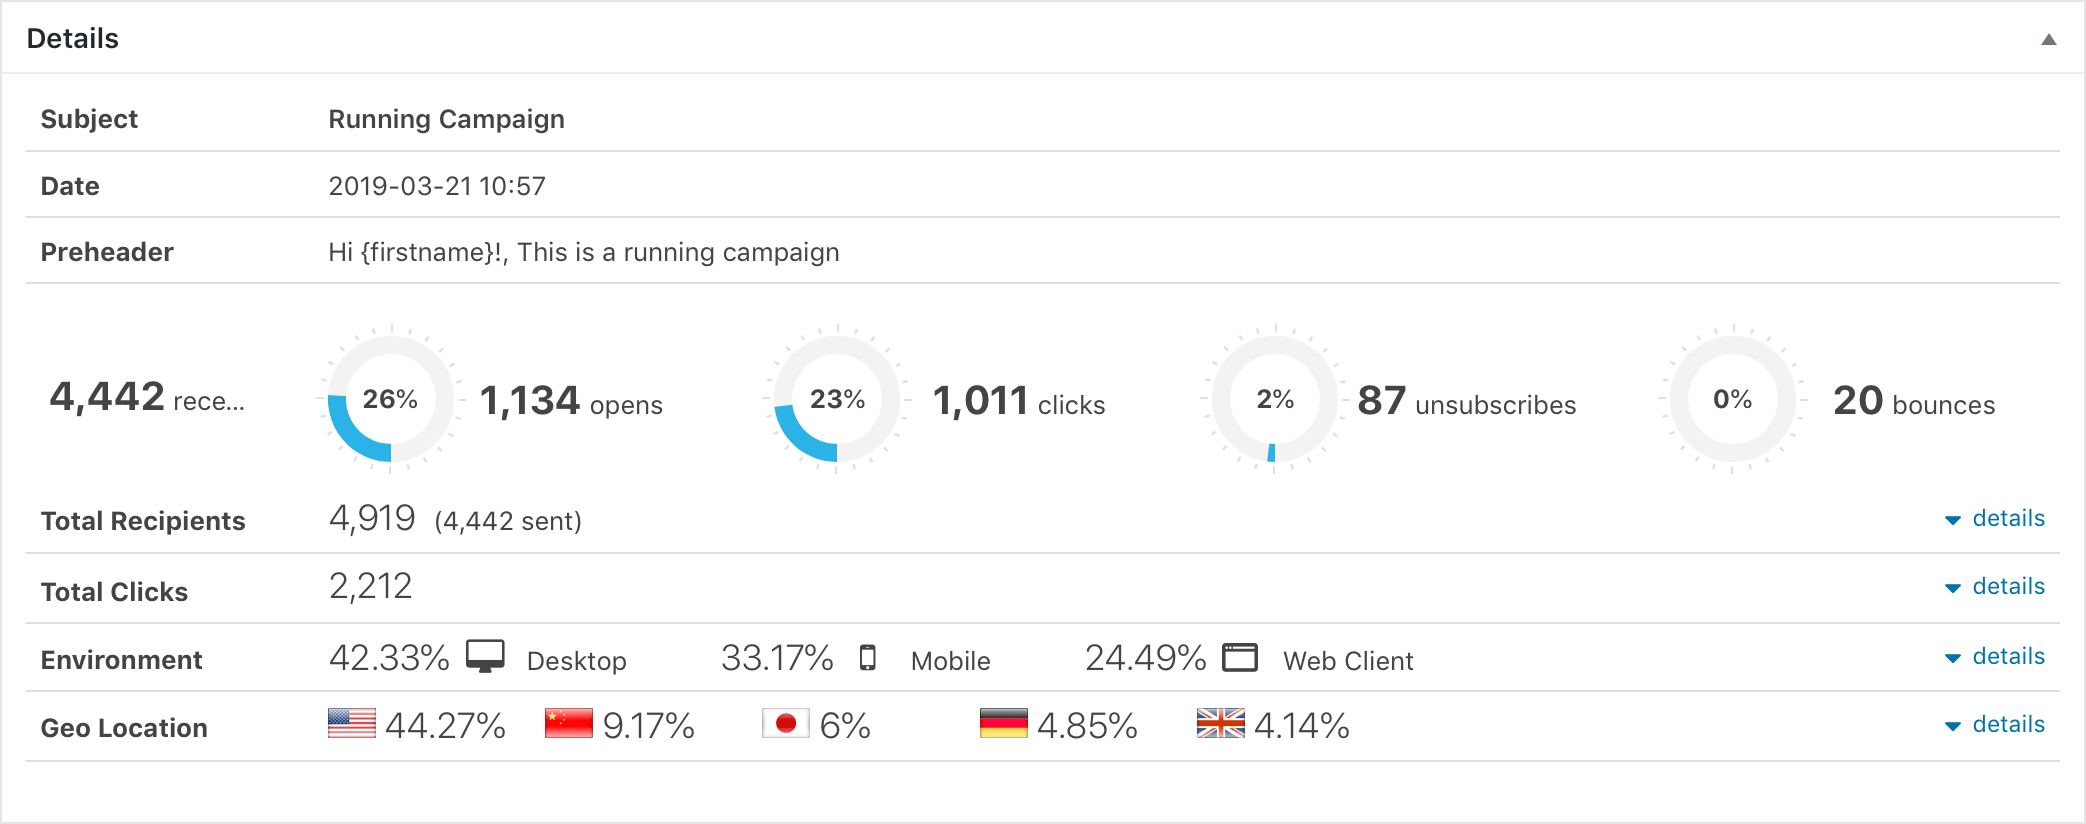 Details
Subject Running Campaign
Date 2019-03-21 10:57
Preheader Hi {firstname}!, This is a running campaign
4,442 rece... 26% 1,134 opens 23% 1,011 clicks 2% 87 unsubscribes 0% 20 bounces
Total Recipients 4,919 (4,442 sent) details
Total Clicks 2,212 details
Environment 42.33% Desktop 33.17% Mobile 24.49% Web Client details
Geo Location 44.27% 9.17% 6% 4.85% 4.14% details